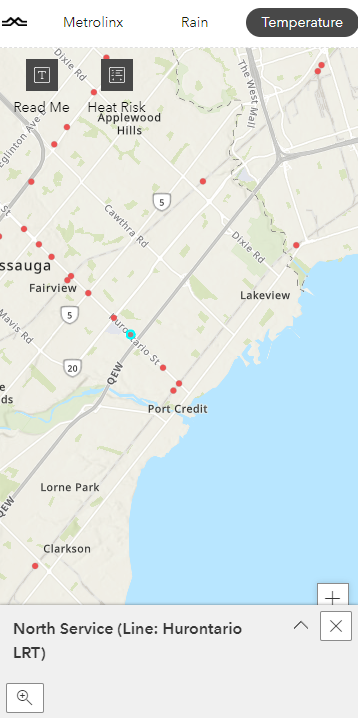 Metrolinx
Rain
Temperature
Dixie Rd
The West Mall
Read Me
Heat Risk
Applewood
Hills
Eglinton Ave E
5
Cawthra Rd
Dixie Rd
St
ssauga
Fairview
Lakeview
5
Hurontario St
Mavis Rd
20
QEW
e
ds
Port Credit
Lorne Park
QEW
Clarkson
+
North Service (Line: Hurontario
LRT)